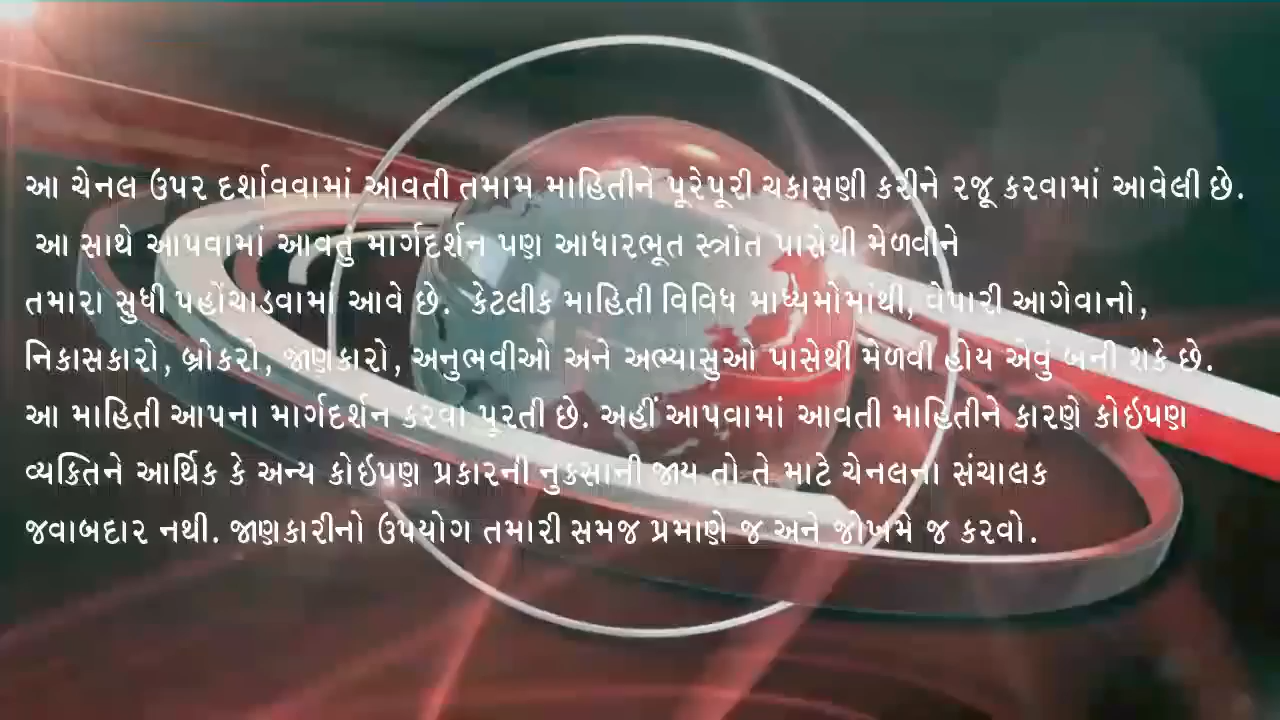 આ ચેનલ ઉપર દર્શાવવામાં આવતી તમામ માહિતીને પૂરેપૂરી ચકાસણી કરીને રજૂ કરવામાં આવેલી છે.
આ સાથે આપવામાં આવતું માર્ગદર્શન પણ આધારભૂત સ્ત્રોત પાસેથી મેળવીને
તમારા સુધી પહોંચાડવામાં આવે છે. કેટલીક માહિતી વિવિધ માધ્યમોમાંથી, વેપારી આગેવાનો,
નિકાસકારો, બ્રોકરો, જાણકારો, અનુભવીઓ અને અભ્યાસુઓ પાસેથી મેળવી હોય એવું બની શકે છે.
આ માહિતી આપના માર્ગદર્શન કરવા પૂરતી છે. અહીં આપવામાં આવતી માહિતીને કારણે કોઇપણ
વ્યક્તિને આર્થિક કે અન્ય કોઇપણ પ્રકારની નુકસાની જાય તો તે માટે ચેનલના સંચાલક
જવાબદાર નથી. જાણકારીનો ઉપયોગ તમારી સમજ પ્રમાણે જ અને જોખમે જ કરવો.